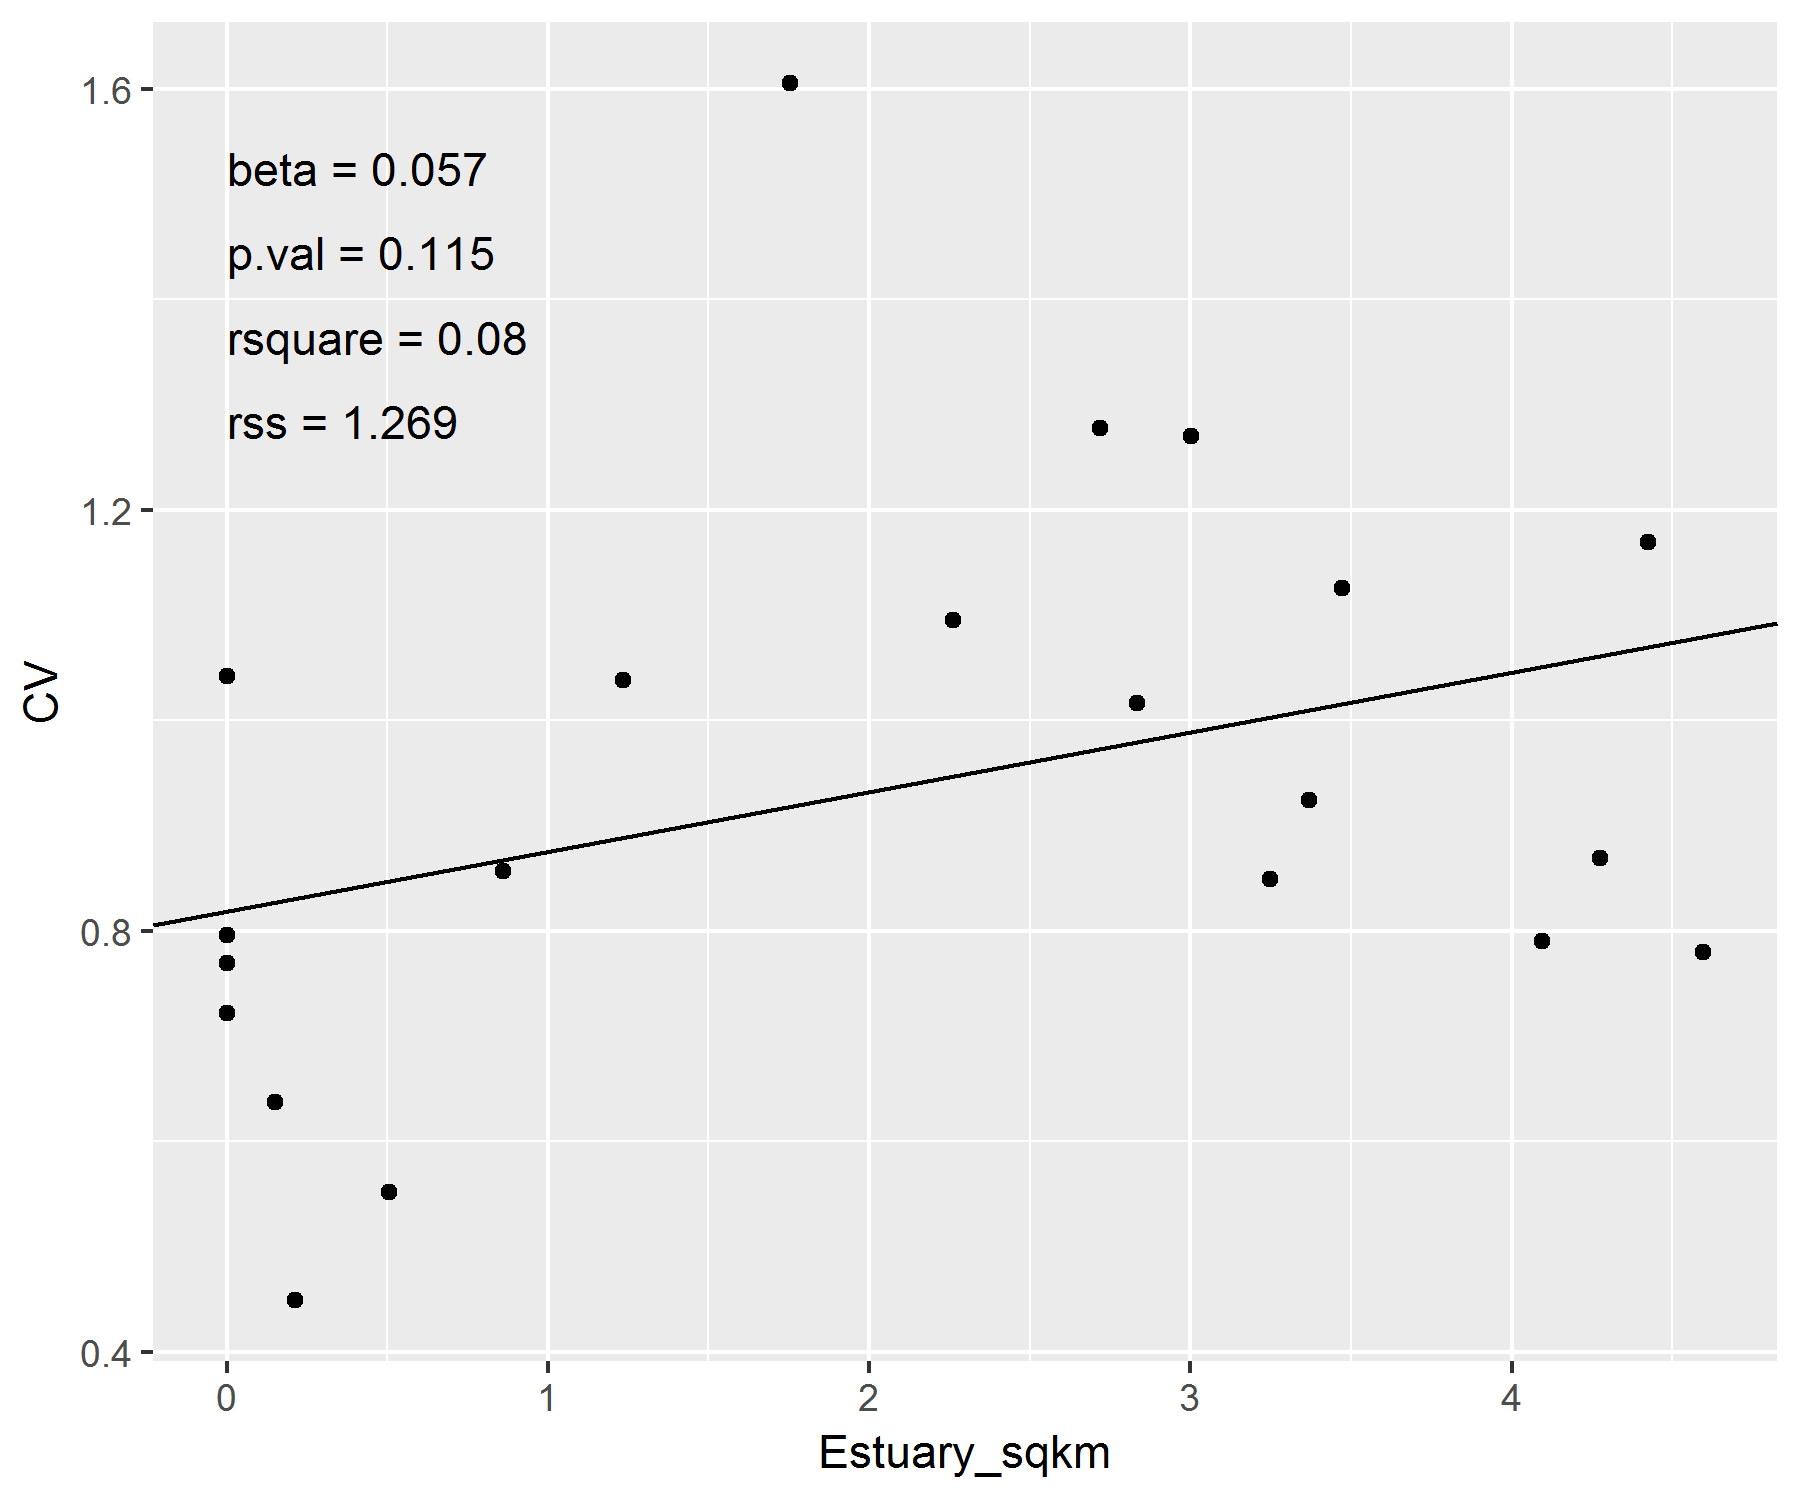 1.6
beta = 0.057
p.val = 0.115
rsquare = 0.08
rss = 1.269
1.2
CV
0.8
0.4
0 1 2 3 4
Estuary_sqkm